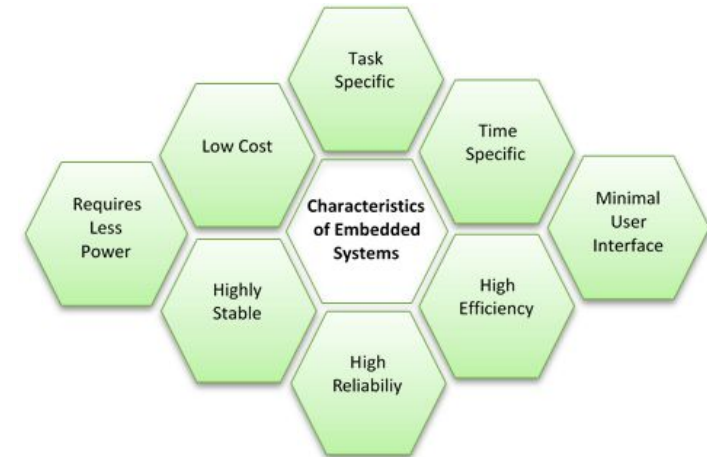 Task
Specific
Low Cost
Time
Specific
Requires
Less
Power
Characteristics
of Embedded
Systems
Minimal
User
Interface
Highly
Stable
High
Efficiency
High
Reliabiliy